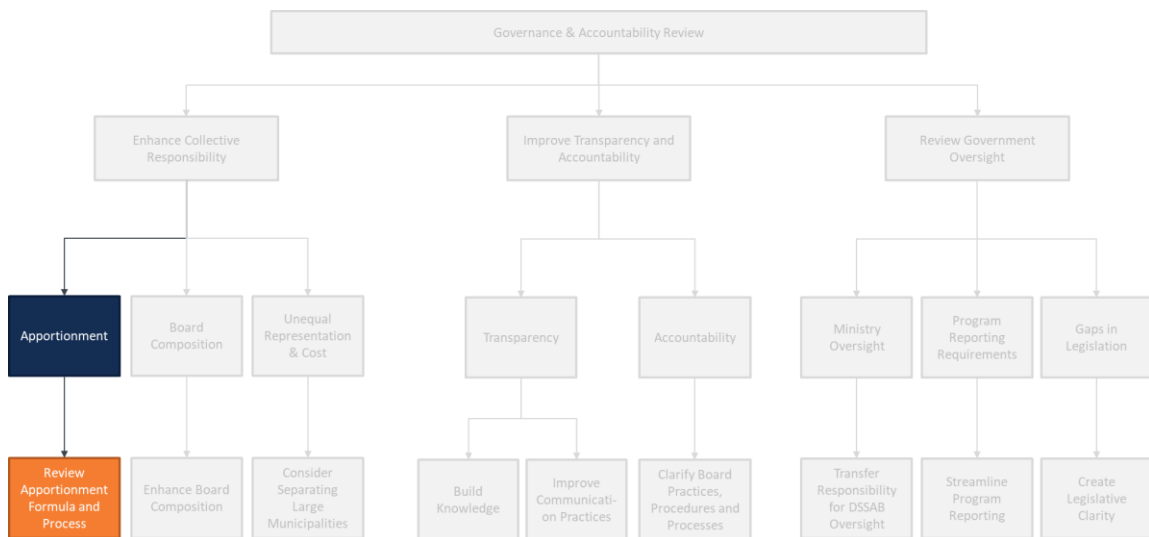 Governance & Accountability Review
Enhance Collective
Responsibility
Improve Transparency and
Accountability
Review Government
Oversight
Apportionment
Board
Composition
Unequal
Representation
& Cost
Transparency
Accountability
Ministry
Oversight
Program
Reporting
Requirements
Gaps in
Legislation
Review
Apportionment
Formula and
Process
Enhance Board
Composition
Consider
Separating
Large
Municipalities
Build
Knowledge
Improve
Communicati-
on Practices
Clarify Board
Practices,
Procedures and
Processes
Transfer
Responsibility
for DSSAB
Oversight
Streamline
Program
Reporting
Create
Legislative
Clarity